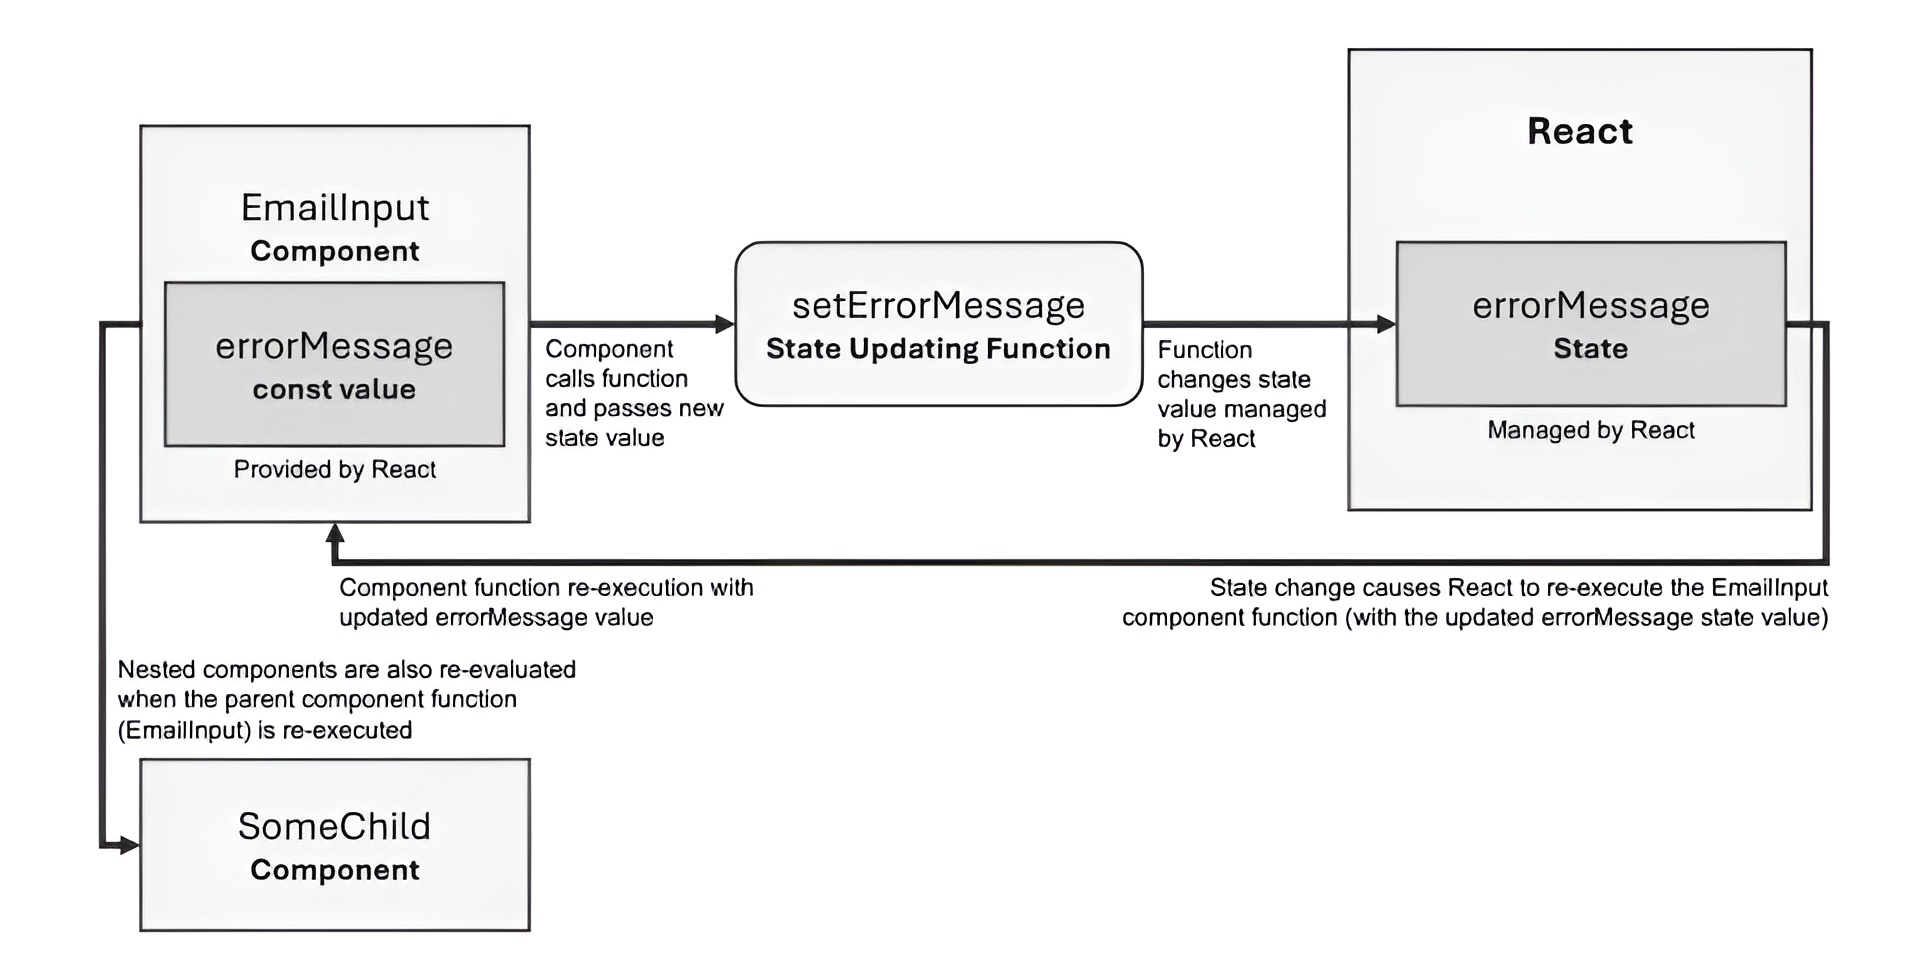 React
EmailInput
Component
errorMessage
const value
Provided by React
Component
calls function
and passes new
state value
setErrorMessage
State Updating Function
Function
changes state
value managed
by React
errorMessage
State
Managed by React
Component function re-execution with
updated errorMessage value
State change causes React to re-execute the EmailInput
component function (with the updated errorMessage state value)
Nested components are also re-evaluated
when the parent component function
(EmailInput) is re-executed
SomeChild
Component